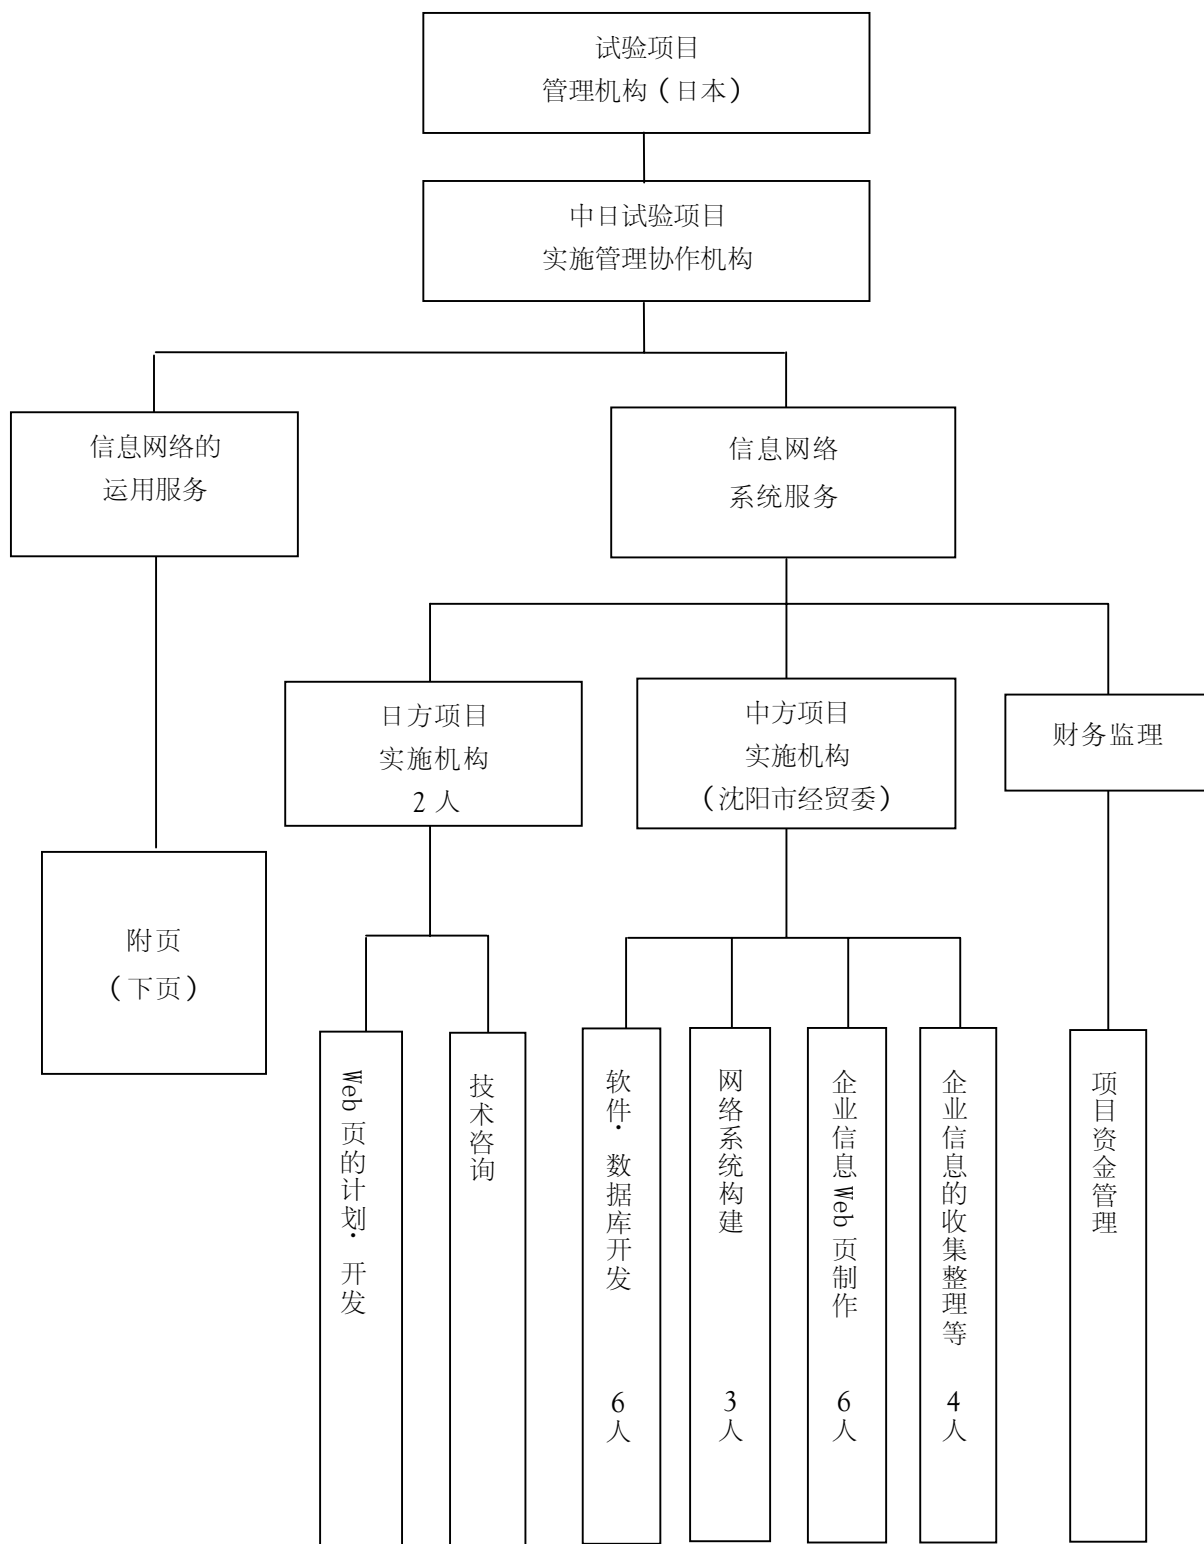 试验项目
管理机构（日本）
中日试验项目
实施管理协作机构
信息网络的
运用服务
信息网络
系统服务
日方项目
实施机构
2 人
中方项目
实施机构
（沈阳市经贸委）
财务监理
附页
（下页）
Web 页的计划·开发
技术咨询
软件·数据库开发 6人
网络系统构建 3人
企业信息 Web 页制作 6人
企业信息的收集整理等 4人
项目资金管理